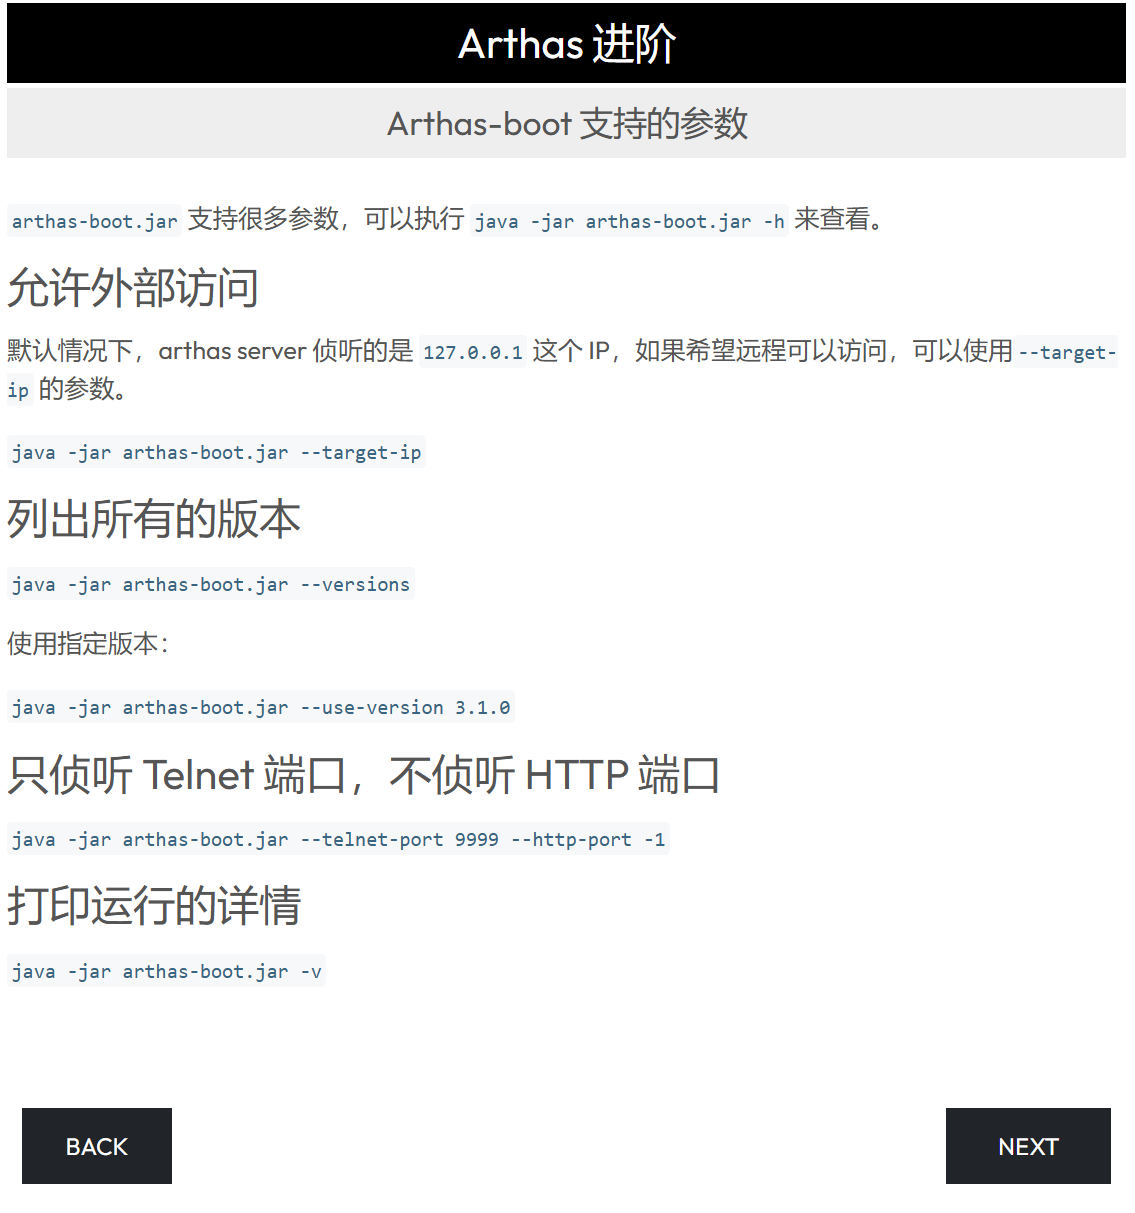 Arthas 进阶
Arthas-boot 支持的参数
arthas-boot.jar 支持很多参数，可以执行 java -jar arthas-boot.jar -h 来查看。
允许外部访问
默认情况下，arthas server 侦听的是 127.0.0.1 这个 IP，如果希望远程可以访问，可以使用--target-
ip 的参数。
java -jar arthas-boot.jar --target-ip
列出所有的版本
java -jar arthas-boot.jar --versions
使用指定版本：
java -jar arthas-boot.jar --use-version 3.1.0
只侦听 Telnet 端口，不侦听 HTTP 端口
java -jar arthas-boot.jar --telnet-port 9999 --http-port -1
打印运行的详情
java -jar arthas-boot.jar -v
BACK
NEXT